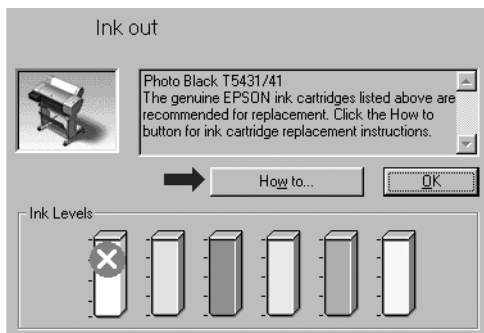 Ink out
Photo Black T5431/41
The genuine EPSON ink cartridges listed above are
recommended for replacement. Click the How to
button for ink cartridge replacement instructions.
How to...
OK
Ink Levels